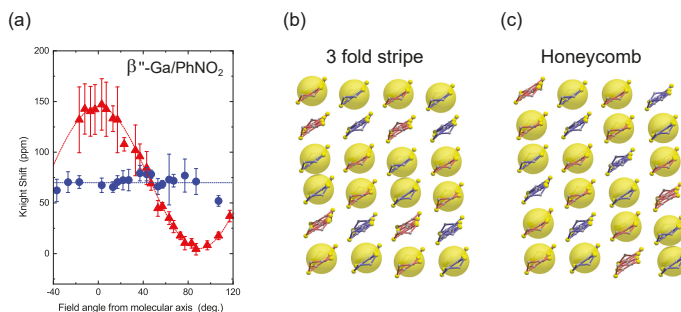 (a)
(b)
(c)
3 fold stripe
Honeycomb
β"-Ga/PhNO₂
200
150
100
50
0
Knight Shift (ppm)
-40
0
40
80
120
Field angle from molecular axis (deg.)